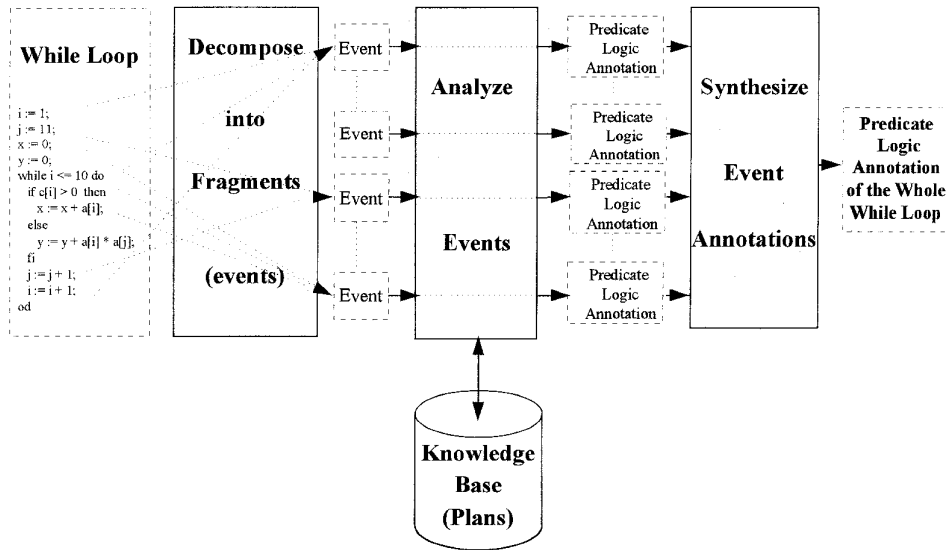 While Loop
i := 1;
j := 11;
x := 0;
y := 0;
while i <= 10 do
if c[i] > 0 then
x := x + a[i];
else
y := y + a[i] * a[j];
fi
j := j + 1;
i := i + 1;
od
Decompose
into
Fragments
(events)
Event
Event
Event
Event
Analyze
Events
Predicate
Logic
Annotation
Predicate
Logic
Annotation
Predicate
Logic
Annotation
Predicate
Logic
Annotation
Synthesize
Event
Annotations
Predicate
Logic
Annotation
of the Whole
While Loop
Knowledge
Base
(Plans)